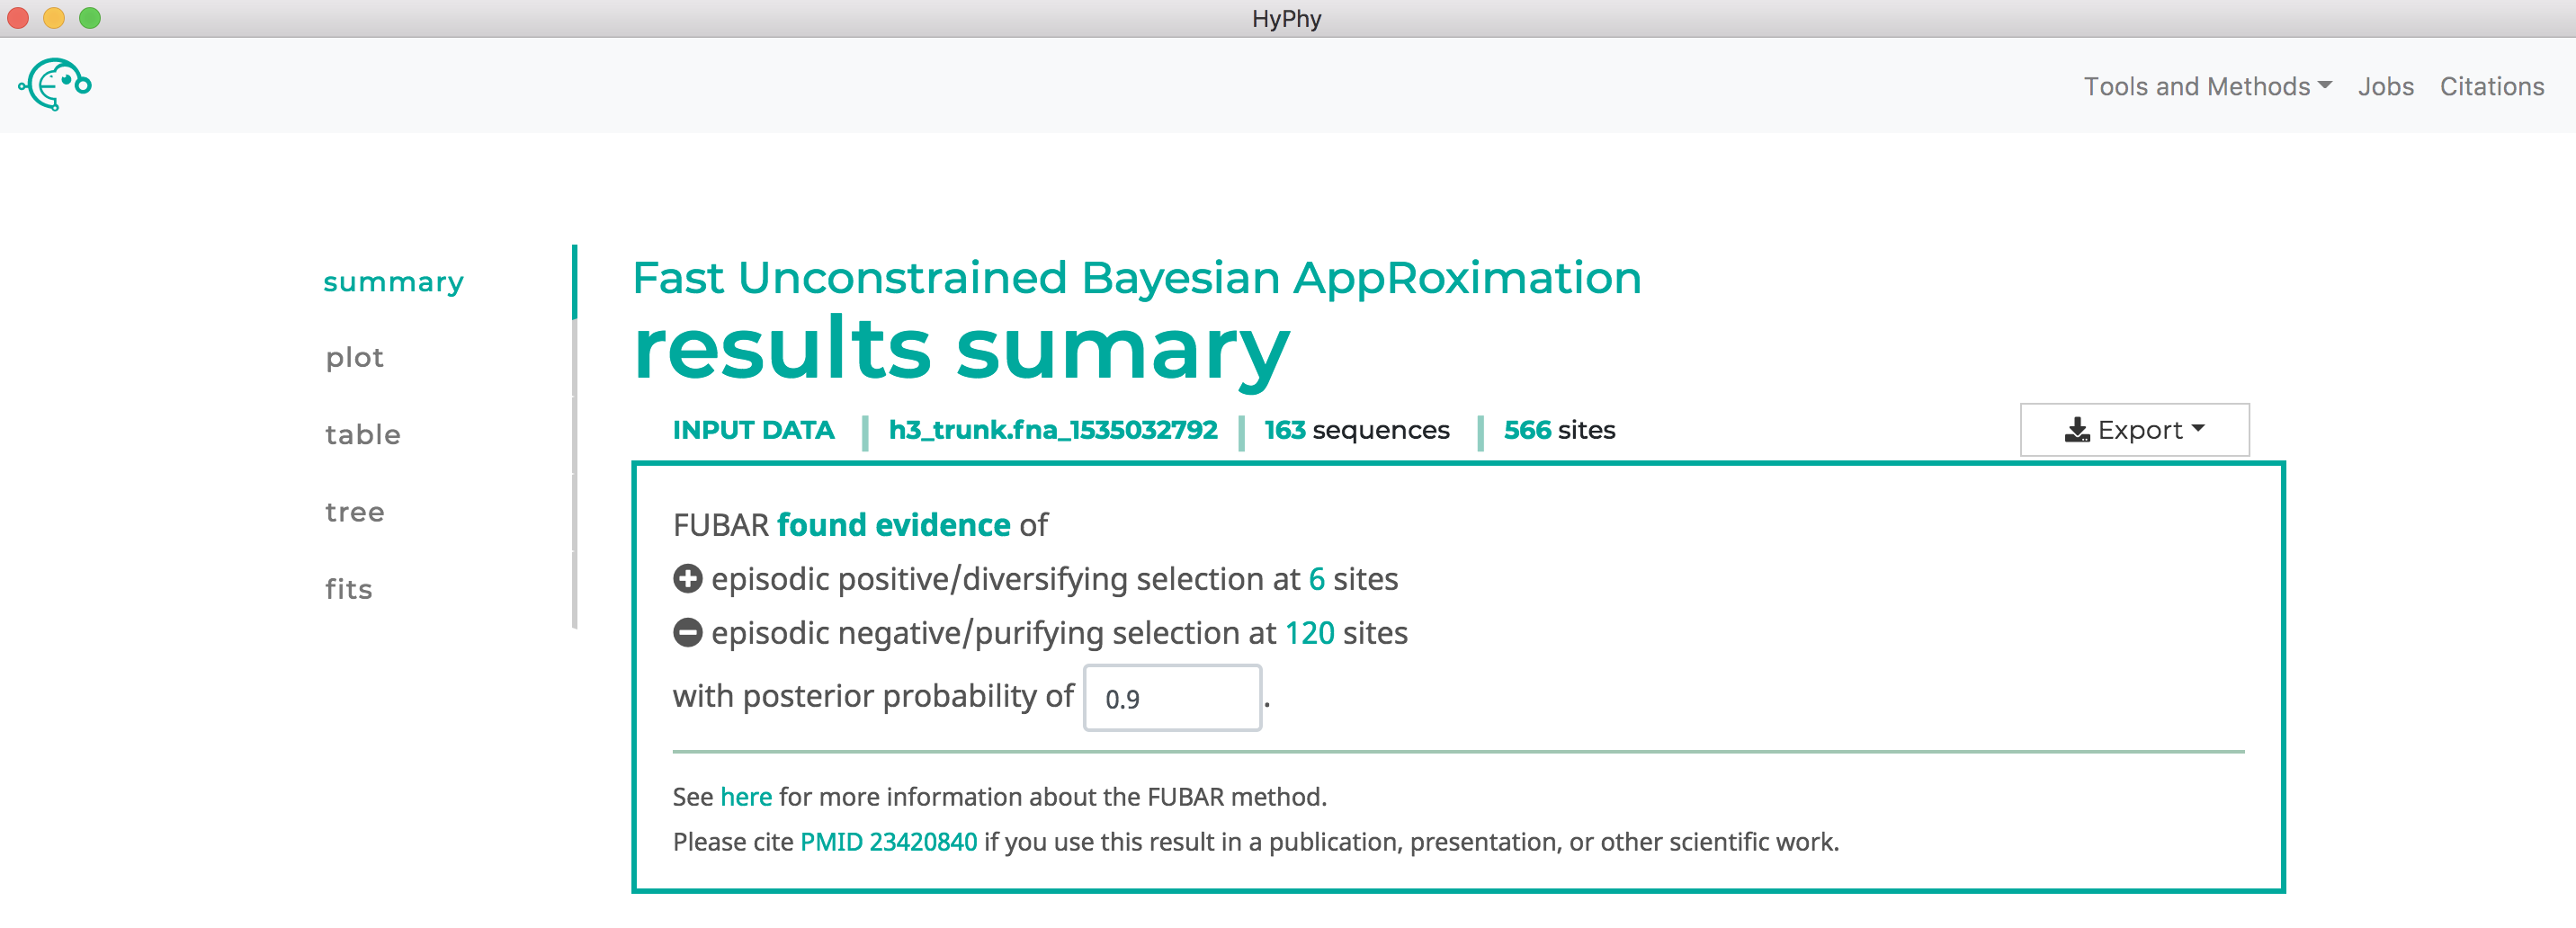 HyPhy
Tools and Methods Jobs Citations
summary
plot
table
tree
fits
Fast Unconstrained Bayesian AppRoximation
results sumary
INPUT DATA h3_trunk.fna_1535032792 163 sequences 566 sites
Export
FUBAR found evidence of
episodic positive/diversifying selection at 6 sites
episodic negative/purifying selection at 120 sites
with posterior probability of 0.9.
See here for more information about the FUBAR method.
Please cite PMID 23420840 if you use this result in a publication, presentation, or other scientific work.